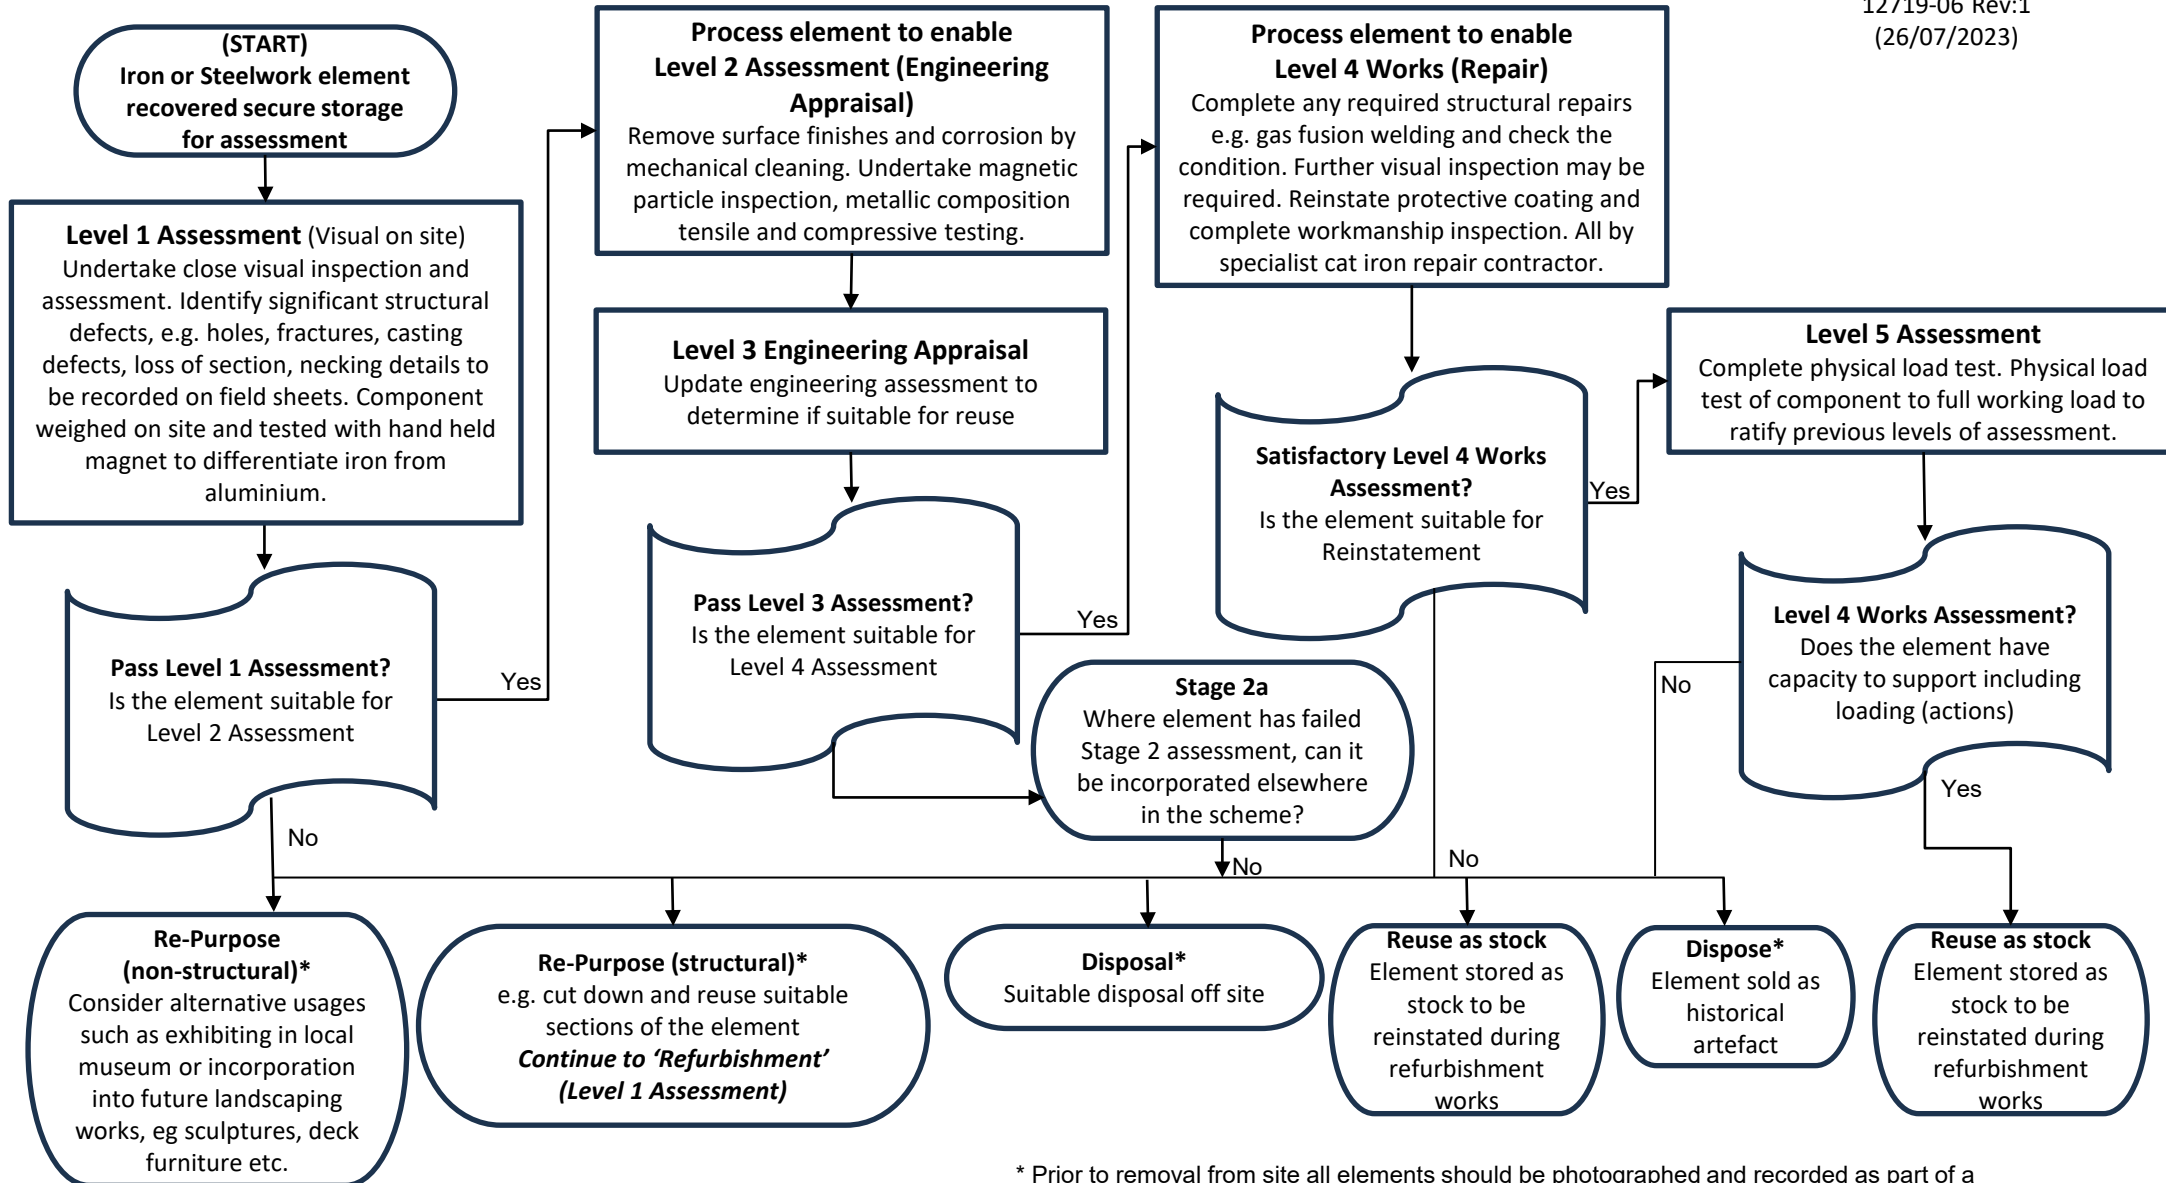 12719-06 Rev:1
(26/07/2023)
(START)
Iron or Steelwork element
recovered secure storage
for assessment
Level 1 Assessment (Visual on site)
Undertake close visual inspection and
assessment. Identify significant structural
defects, e.g. holes, fractures, casting
defects, loss of section, necking details to
be recorded on field sheets. Component
weighed on site and tested with hand held
magnet to differentiate iron from
aluminium.
Pass Level 1 Assessment?
Is the element suitable for
Level 2 Assessment
Yes
No
Process element to enable
Level 2 Assessment (Engineering
Appraisal)
Remove surface finishes and corrosion by
mechanical cleaning. Undertake magnetic
particle inspection, metallic composition
tensile and compressive testing.
Level 3 Engineering Appraisal
Update engineering assessment to
determine if suitable for reuse
Pass Level 3 Assessment?
Is the element suitable for
Level 4 Assessment
Yes
Stage 2a
Where element has failed
Stage 2 assessment, can it
be incorporated elsewhere
in the scheme?
No
Process element to enable
Level 4 Works (Repair)
Complete any required structural repairs
e.g. gas fusion welding and check the
condition. Further visual inspection may be
required. Reinstate protective coating and
complete workmanship inspection. All by
specialist cat iron repair contractor.
Satisfactory Level 4 Works
Assessment?
Is the element suitable for
Reinstatement
Yes
No
Level 5 Assessment
Complete physical load test. Physical load
test of component to full working load to
ratify previous levels of assessment.
Level 4 Works Assessment?
Does the element have
capacity to support including
loading (actions)
No
Yes
Re-Purpose
(non-structural)*
Consider alternative usages
such as exhibiting in local
museum or incorporation
into future landscaping
works, eg sculptures, deck
furniture etc.
Re-Purpose (structural)*
e.g. cut down and reuse suitable
sections of the element
Continue to ‘Refurbishment’
(Level 1 Assessment)
Disposal*
Suitable disposal off site
Reuse as stock
Element stored as
stock to be
reinstated during
refurbishment
works
Dispose*
Element sold as
historical
artefact
Reuse as stock
Element stored as
stock to be
reinstated during
refurbishment
works
* Prior to removal from site all elements should be photographed and recorded as part of a